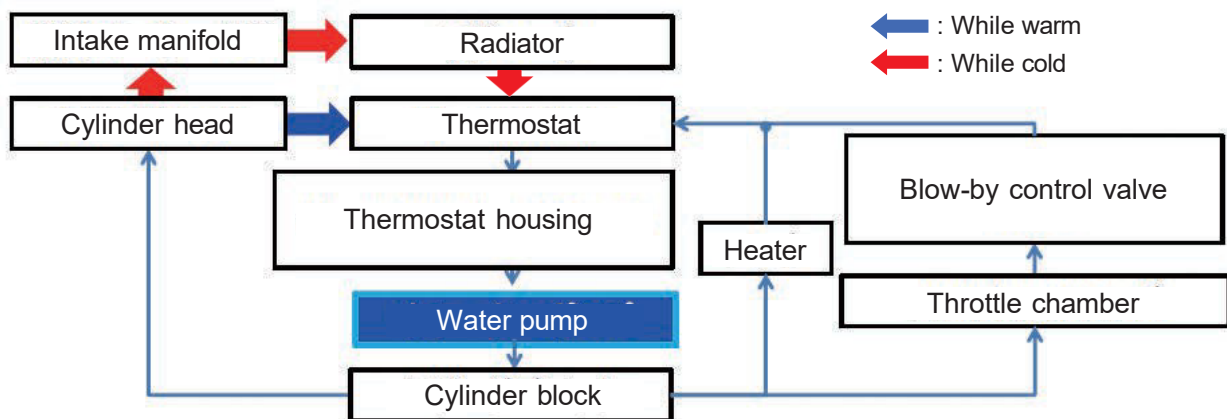 Intake manifold
Radiator
: While warm
: While cold
Cylinder head
Thermostat
Blow-by control valve
Thermostat housing
Heater
Throttle chamber
Water pump
Cylinder block